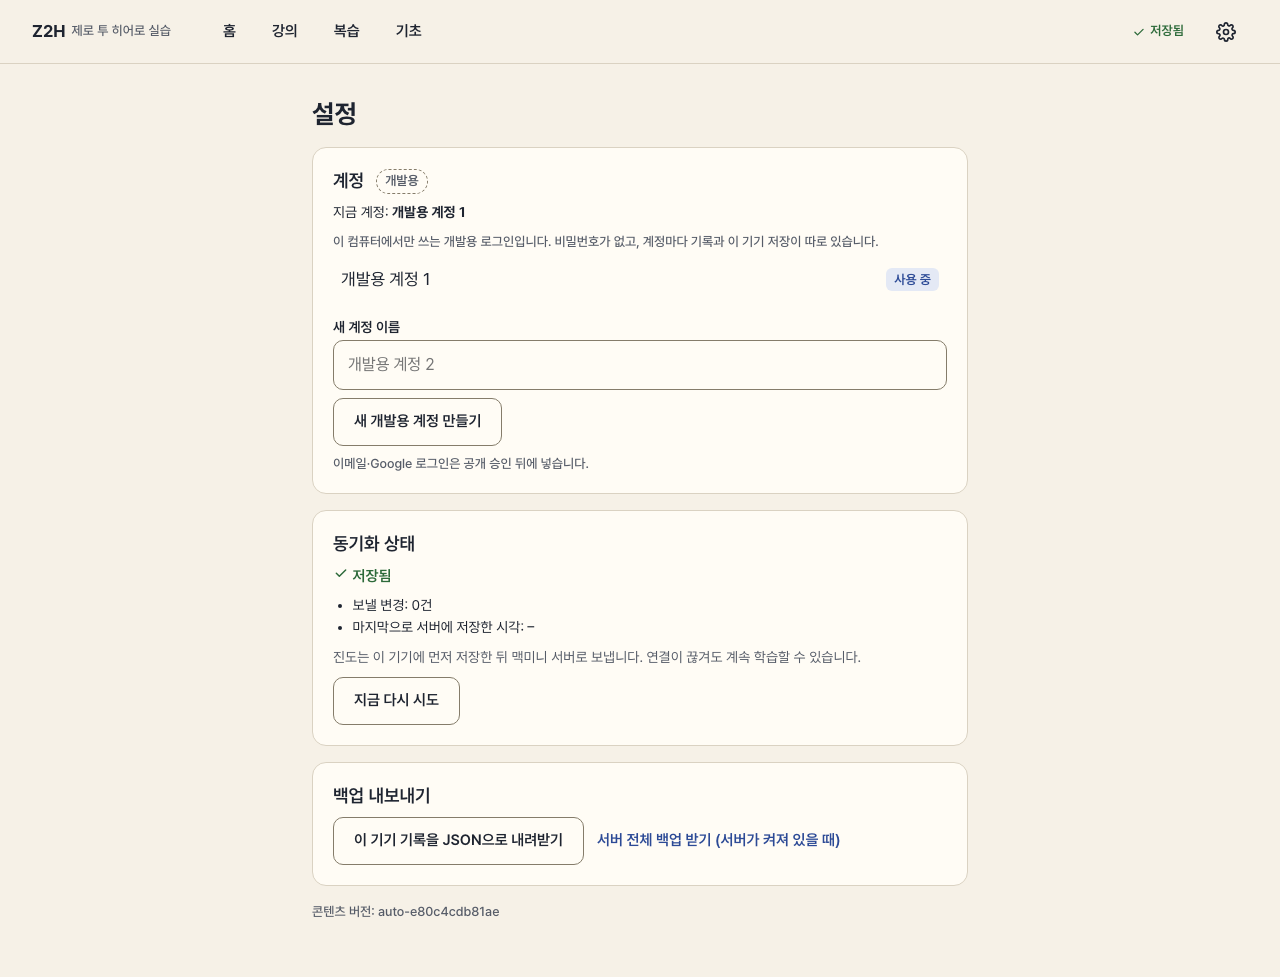 Z2H 제로 투 히어로 실습 홈 강의 복습 기초 저장됨
설정
계정 개발용
지금 계정: 개발용 계정 1
이 컴퓨터에서만 쓰는 개발용 로그인입니다. 비밀번호가 없고, 계정마다 기록과 이 기기 저장이 따로 있습니다.
개발용 계정 1 사용 중
새 계정 이름
개발용 계정 2
새 개발용 계정 만들기
이메일·Google 로그인은 공개 승인 뒤에 넣습니다.
동기화 상태
저장됨
• 보낼 변경: 0건
• 마지막으로 서버에 저장한 시각: –
진도는 이 기기에 먼저 저장한 뒤 맥미니 서버로 보냅니다. 연결이 끊겨도 계속 학습할 수 있습니다.
지금 다시 시도
백업 내보내기
이 기기 기록을 JSON으로 내려받기 서버 전체 백업 받기 (서버가 켜져 있을 때)
콘텐츠 버전: auto-e80c4cdb81ae